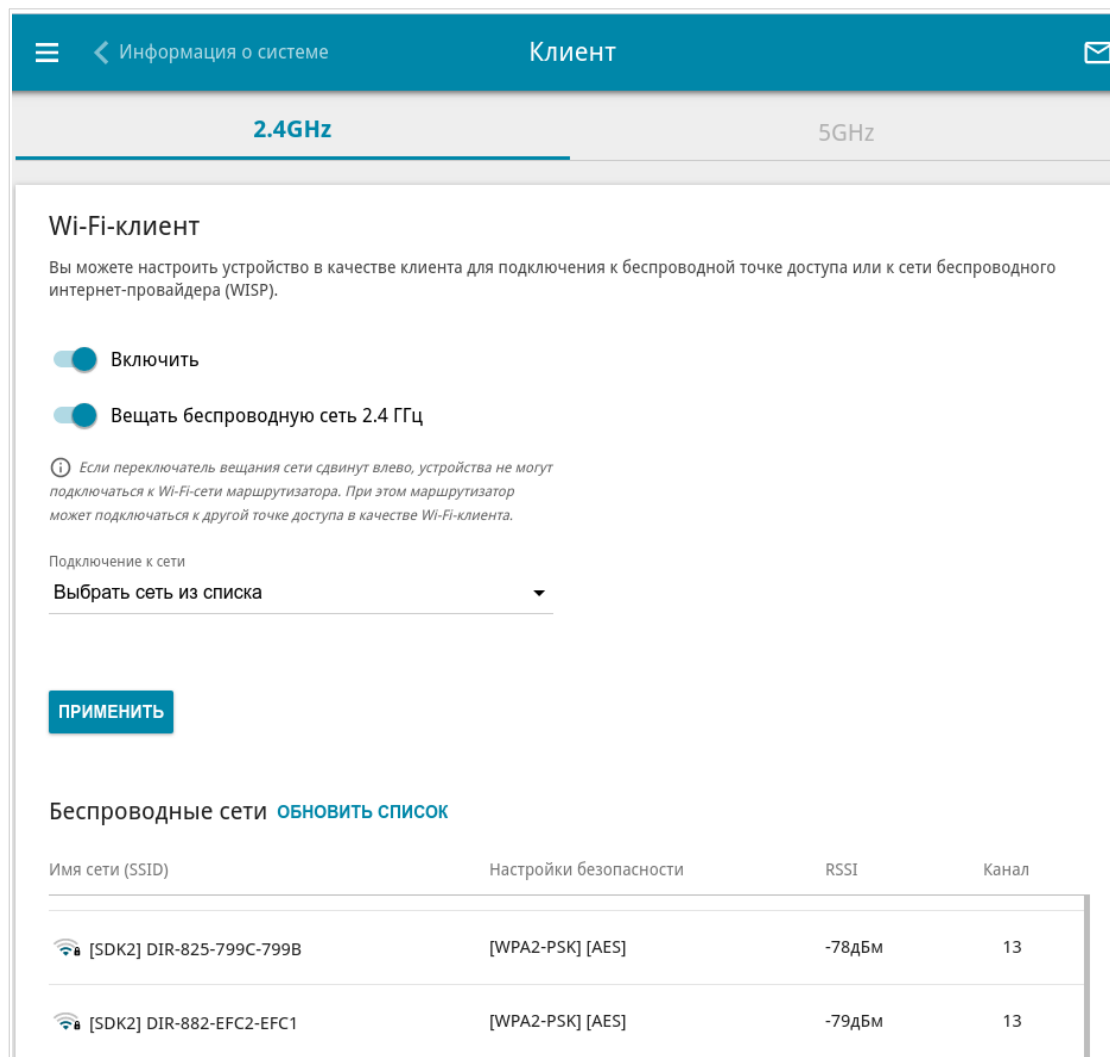 Информация о системе
Клиент
2.4GHz
5GHz
Wi-Fi-клиент
Вы можете настроить устройство в качестве клиента для подключения к беспроводной точке доступа или к сети беспроводного
интернет-провайдера (WISP).
Включить
Вещать беспроводную сеть 2.4 ГГц
Если переключатель вещания сети сдвинут влево, устройства не могут
подключаться к Wi-Fi-сети маршрутизатора. При этом маршрутизатор
может подключаться к другой точке доступа в качестве Wi-Fi-клиента.
Подключение к сети
Выбрать сеть из списка
ПРИМЕНИТЬ
Беспроводные сети ОБНОВИТЬ СПИСОК
Имя сети (SSID) Настройки безопасности RSSI Канал
[SDK2] DIR-825-799C-799B [WPA2-PSK] [AES] -78дБм 13
[SDK2] DIR-882-EFC2-EFC1 [WPA2-PSK] [AES] -79дБм 13